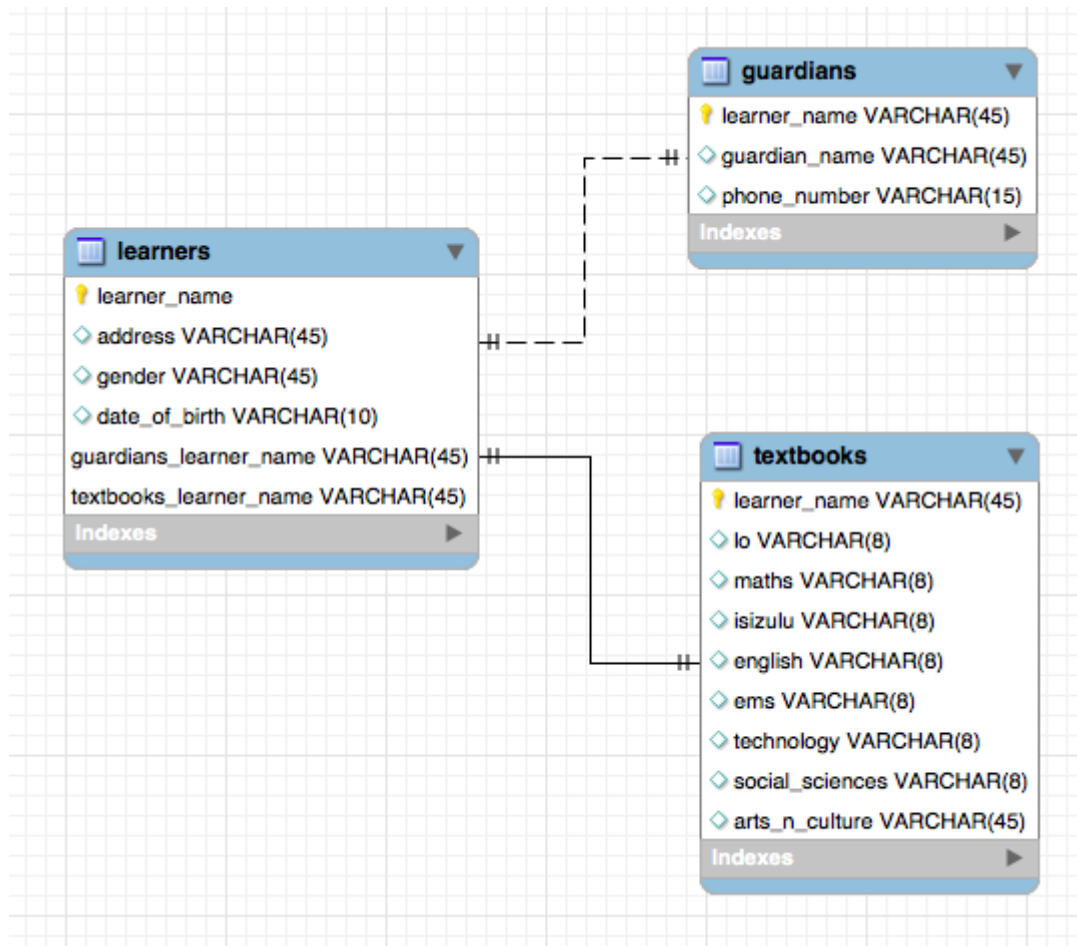 guardians
learner_name VARCHAR(45)
guardian_name VARCHAR(45)
phone_number VARCHAR(15)
Indexes
learners
learner_name
address VARCHAR(45)
gender VARCHAR(45)
date_of_birth VARCHAR(10)
guardians_learner_name VARCHAR(45)
textbooks_learner_name VARCHAR(45)
Indexes
textbooks
learner_name VARCHAR(45)
lo VARCHAR(8)
maths VARCHAR(8)
isizulu VARCHAR(8)
english VARCHAR(8)
ems VARCHAR(8)
technology VARCHAR(8)
social_sciences VARCHAR(8)
arts_n_culture VARCHAR(45)
Indexes